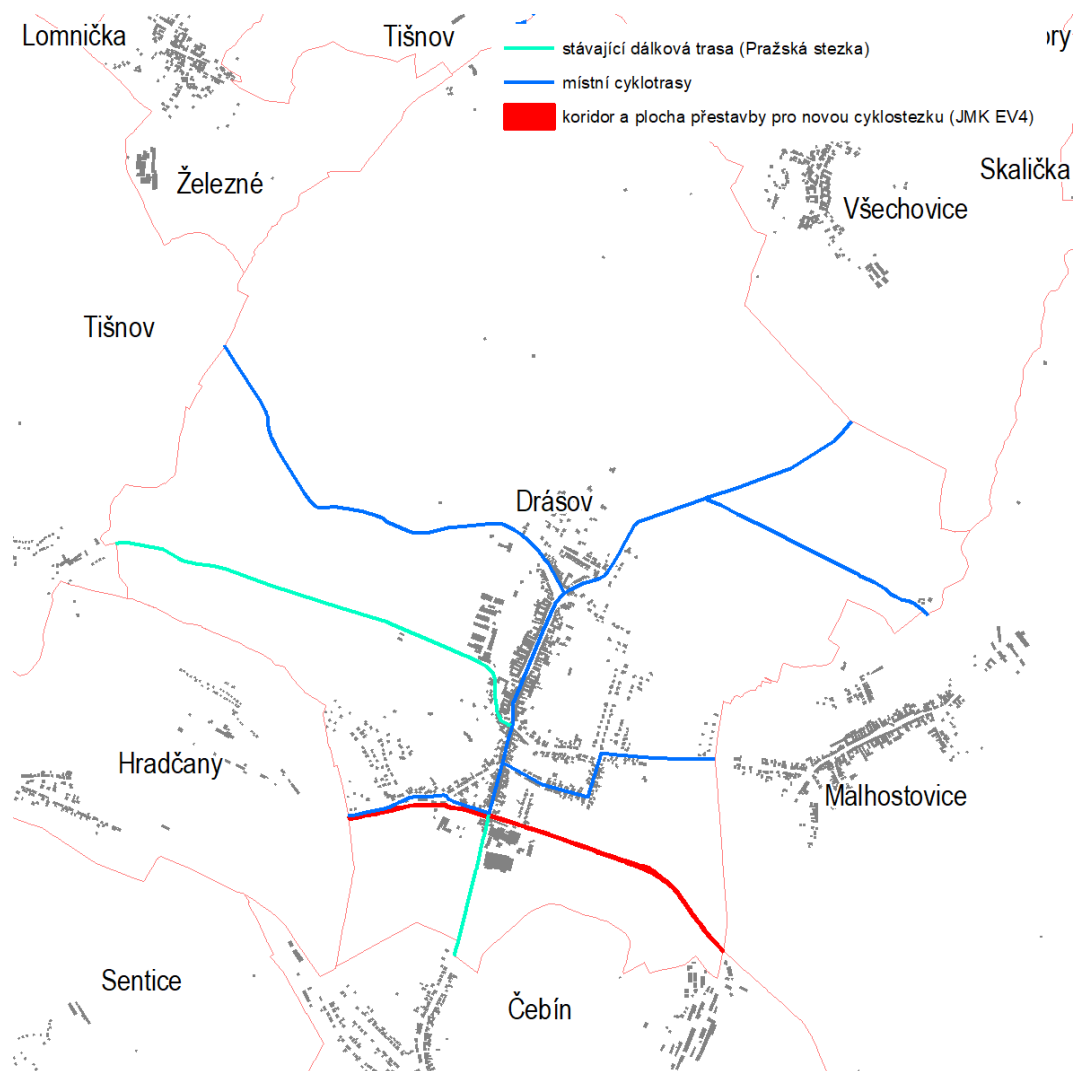 Lomnička
Tišnov
stávající dálková trasa (Pražská stezka)
místní cyklotrasy
koridor a plocha přestavby pro novou cyklostezku (JMK EV4)
Železné
Skalička
Všechovice
Tišnov
Drásov
Hradčany
Malhostovice
Sentice
Čebín